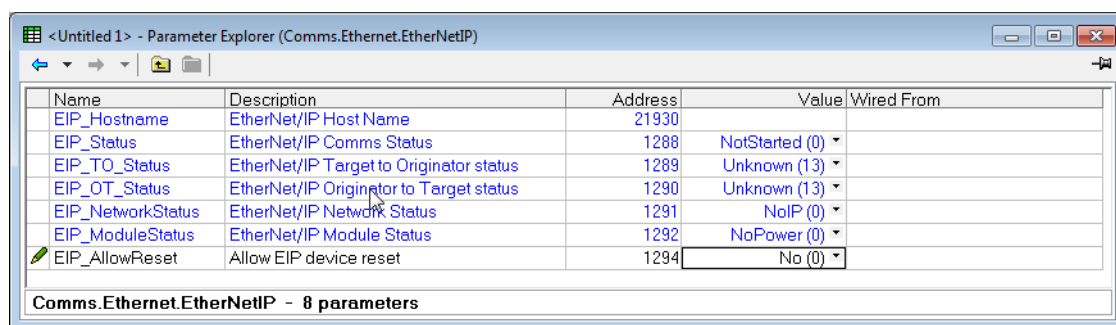 <Untitled 1> - Parameter Explorer (Comms.Ethernet.EtherNetIP)
Name Description Address Value Wired From
EIP_Hostname EtherNet/IP Host Name 21930
EIP_Status EtherNet/IP Comms Status 1288 NotStarted (0)
EIP_TO_Status EtherNet/IP Target to Originator status 1289 Unknown (13)
EIP_OT_Status EtherNet/IP Originator to Target status 1290 Unknown (13)
EIP_NetworkStatus EtherNet/IP Network Status 1291 NoIP (0)
EIP_ModuleStatus EtherNet/IP Module Status 1292 NoPower (0)
EIP_AllowReset Allow EIP device reset 1294 No (0)
Comms.Ethernet.EtherNetIP - 8 parameters